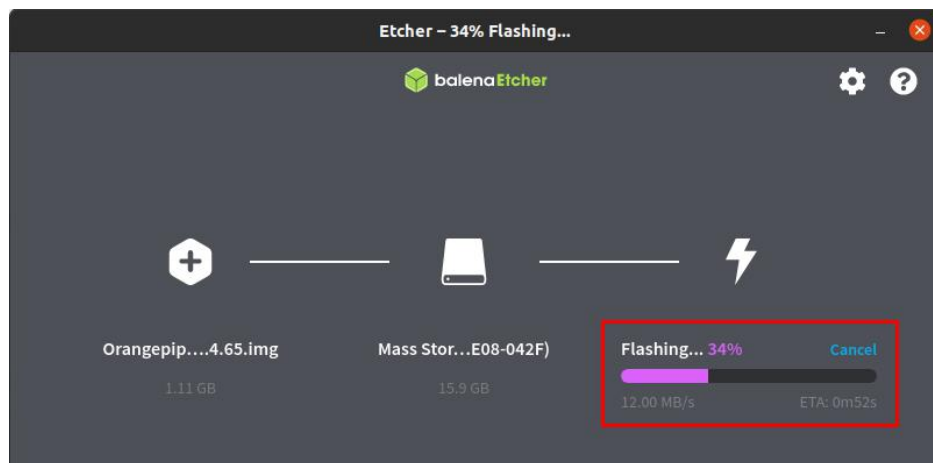 Etcher – 34% Flashing...
balenaEtcher
Orangepip....4.65.img
Mass Stor...E08-042F)
Flashing... 34%
Cancel
1.11 GB
15.9 GB
12.00 MB/s
ETA: 0m52s